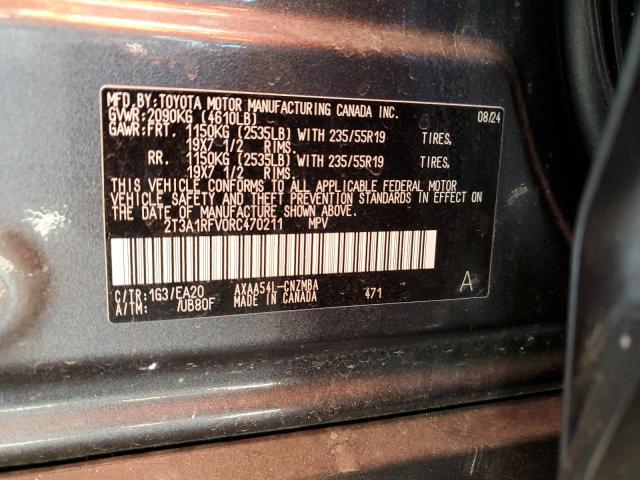 MFD.BY:TOYOTA MOTOR MANUFACTURING CANADA INC. 08/24
GVWR:2090KG (4610LB)
GAWR:FRT. 1150KG (2535LB) WITH 235/55R19 TIRES,
19X7 1/2 RIMS.
RR. 1150KG (2535LB) WITH 235/55R19 TIRES,
19X7 1/2 RIMS.
THIS VEHICLE CONFORMS TO ALL APPLICABLE FEDERAL MOTOR
VEHICLE SAFETY AND THEFT PREVENTION STANDARDS IN EFFECT ON
THE DATE OF MANUFACTURE SHOWN ABOVE.
2T3A1RFV0RC470211 MPV
C/TR:1G3/EA20 AXAA54L-CNZMBA 471 A
A/TM: /UB80F MADE IN CANADA